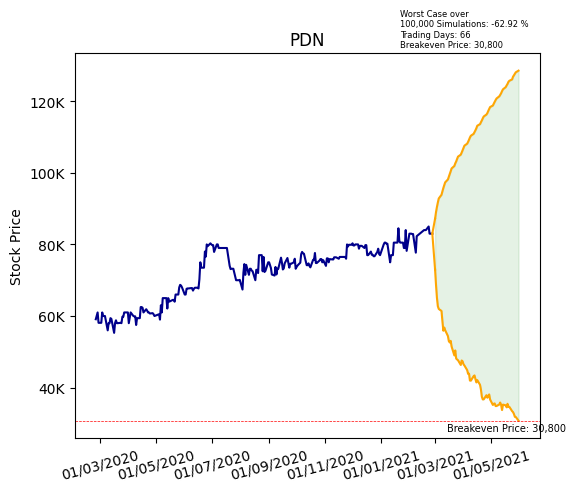 Worst Case over
100,000 Simulations: -62.92 %
Trading Days: 66
Breakeven Price: 30,800
PDN
Stock Price
120K
100K
80K
60K
40K
Breakeven Price: 30,800
01/03/2020
01/05/2020
01/07/2020
01/09/2020
01/11/2020
01/01/2021
01/03/2021
01/05/2021